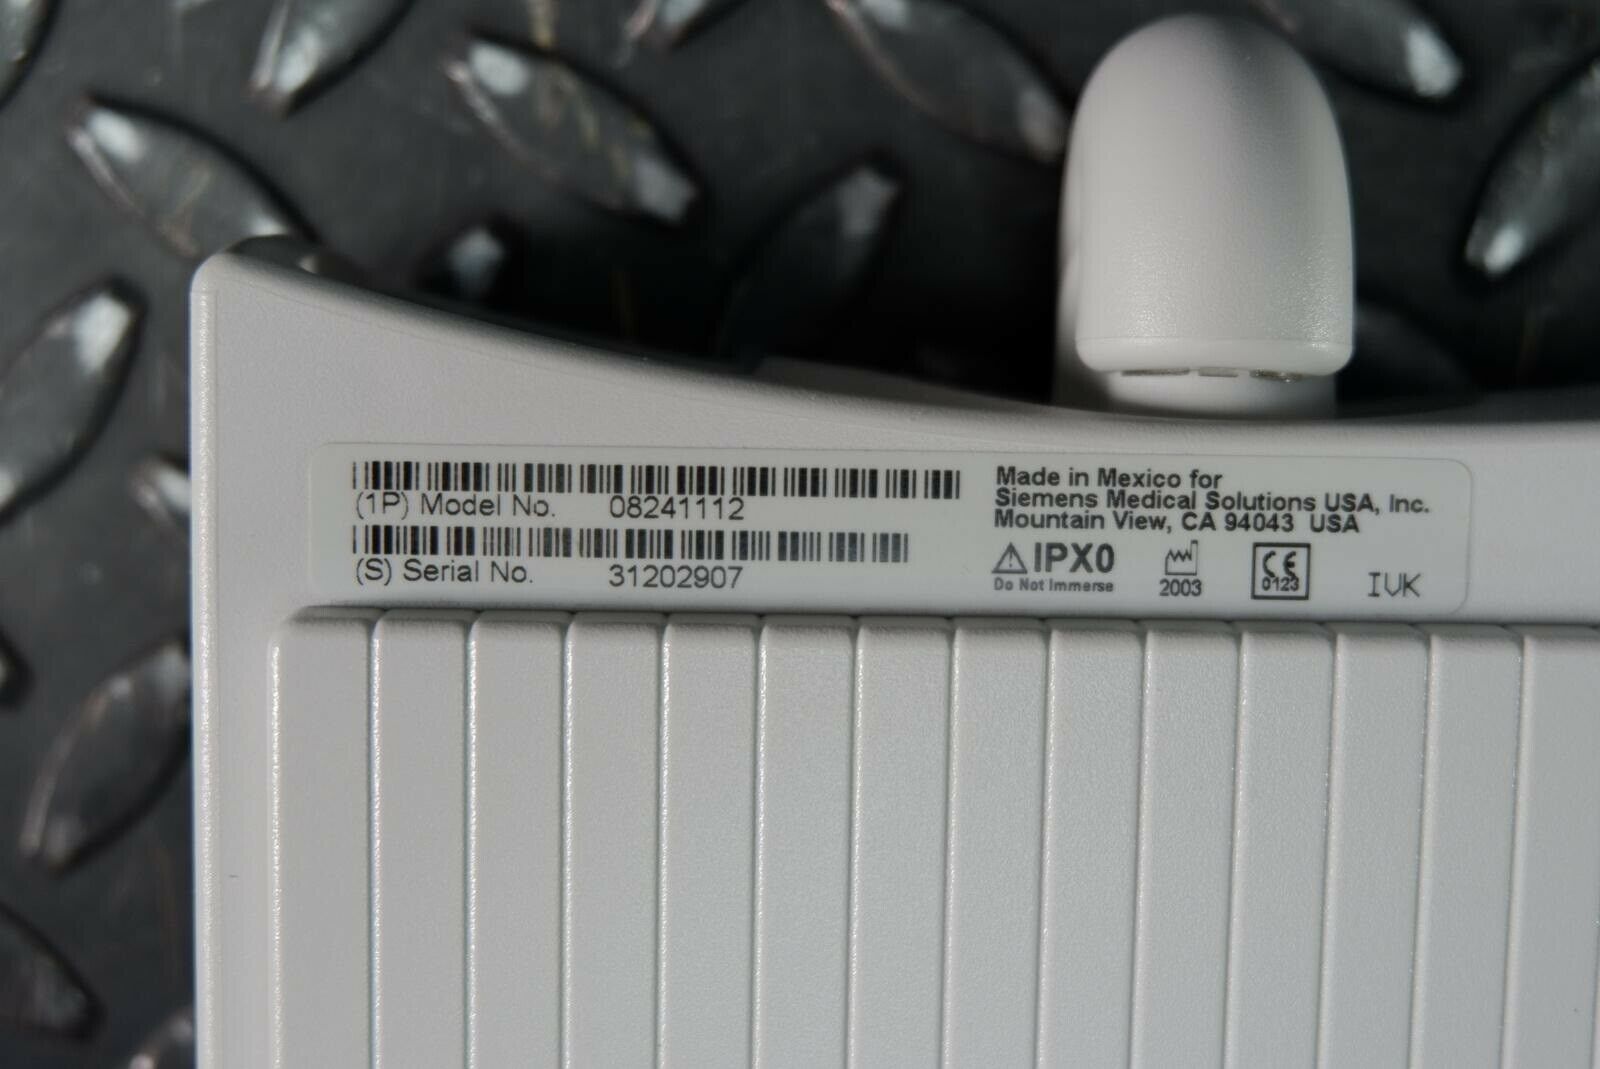 (1P) Model No. 08241112
(S) Serial No. 31202907
Made in Mexico for
Siemens Medical Solutions USA, Inc.
Mountain View, CA 94043 USA
IPX0
Do Not Immerse
2003
CE
0123
IVK